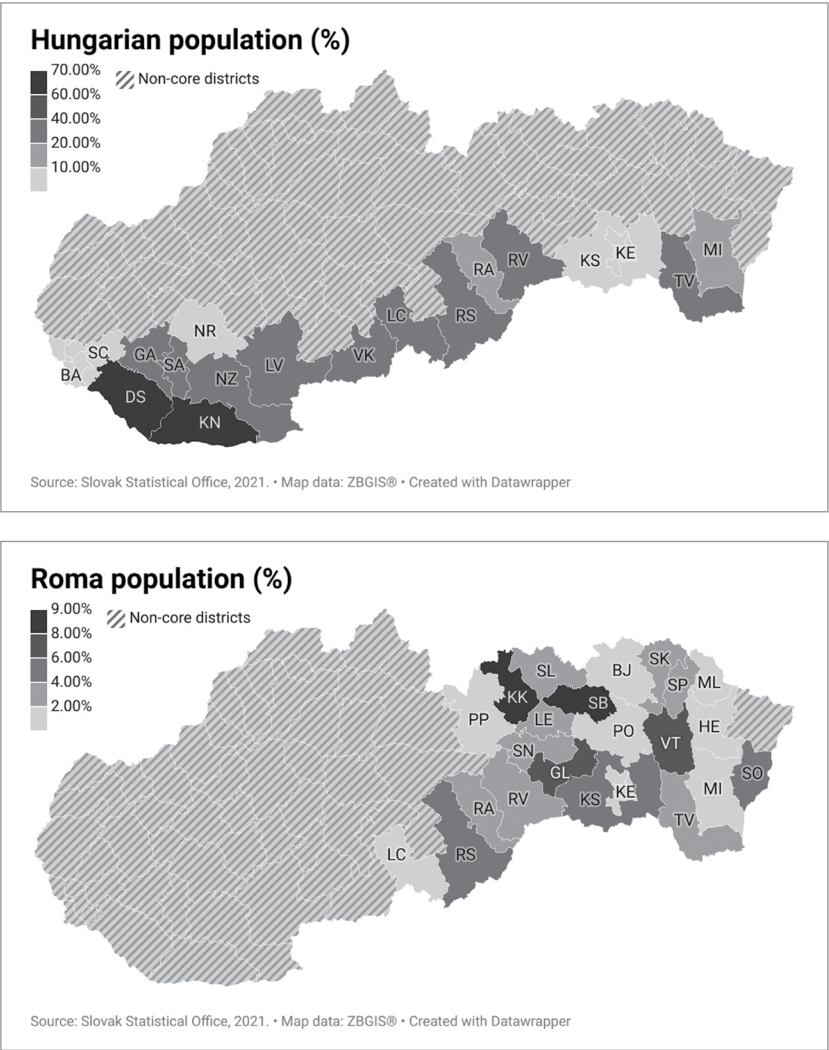 Hungarian population (%)
70.00%
Non-core districts
60.00%
40.00%
20.00%
10.00%
RV
MI
RA
KS
KE
TV
LC
RS
NR
SC
GA
VK
SA
LV
BA
NZ
DS
KN
Source: Slovak Statistical Office, 2021. • Map data: ZBGIS® • Created with Datawrapper
Roma population (%)
9.00%
Non-core districts
8.00%
6.00%
4.00%
2.00%
SK
SL
BJ
SP
ML
KK
SB
PP
LE
HE
PO
VT
SN
GL
SO
MI
KE
RV
KS
RA
TV
LC
RS
Source: Slovak Statistical Office, 2021. • Map data: ZBGIS® • Created with Datawrapper